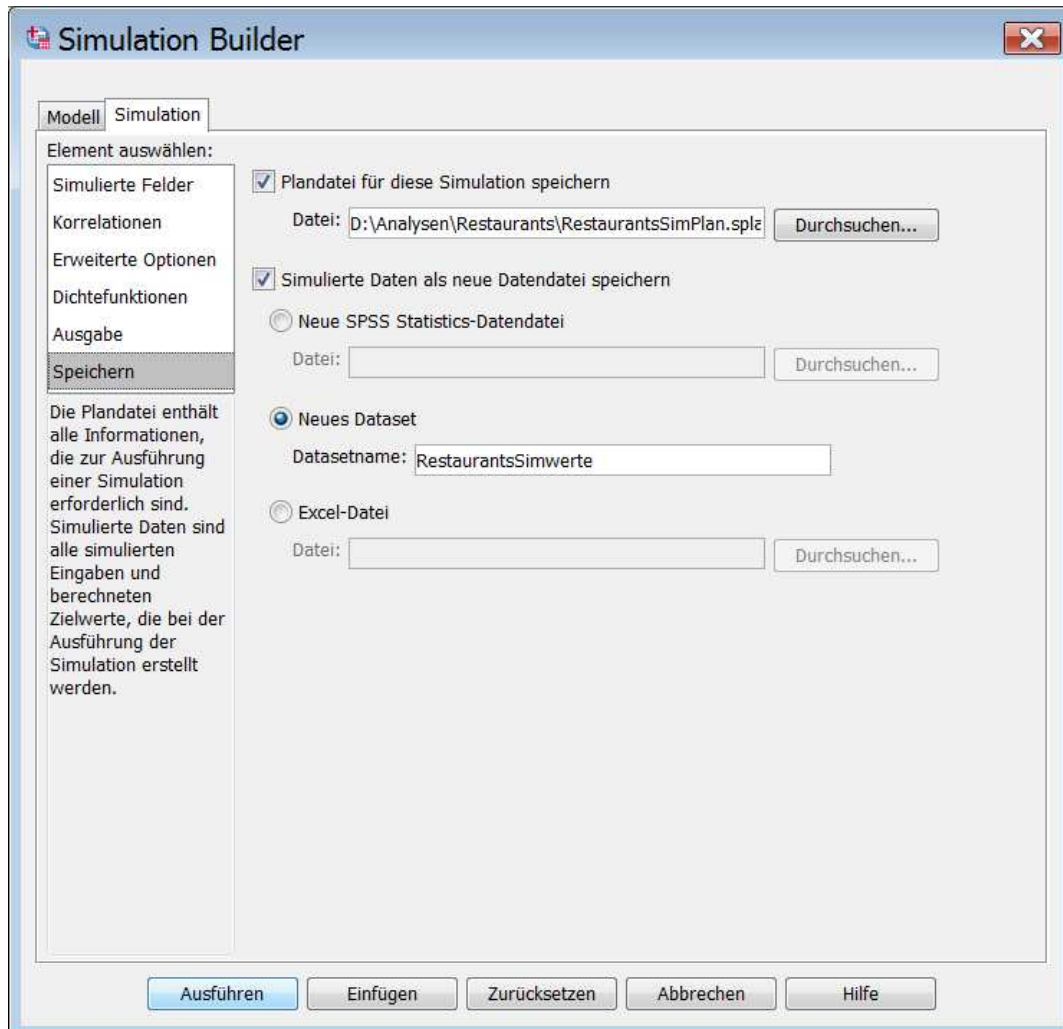 Simulation Builder
Modell
Simulation
Element auswählen:
Simulierte Felder
Korrelationen
Erweiterte Optionen
Dichtefunktionen
Ausgabe
Speichern
Die Plandatei enthält
alle Informationen,
die zur Ausführung
einer Simulation
erforderlich sind.
Simulierte Daten sind
alle simulierten
Eingaben und
berechneten
Zielwerte, die bei der
Ausführung der
Simulation erstellt
werden.
Plandatei für diese Simulation speichern
Datei: D:\Analysen\Restaurants\RestaurantsSimPlan.spla Durchsuchen...
Simulierte Daten als neue Datendatei speichern
Neue SPSS Statistics-Datendatei
Datei: Durchsuchen...
Neues Dataset
Datasetname: RestaurantsSimwerte
Excel-Datei
Datei: Durchsuchen...
Ausführen Einfügen Zurücksetzen Abbrechen Hilfe